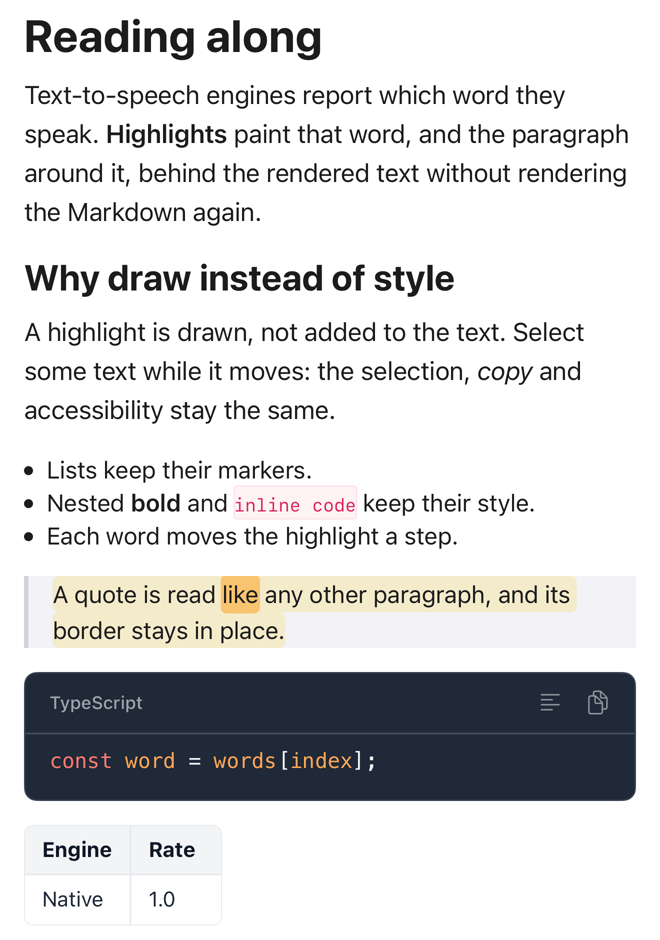 Reading along
Text-to-speech engines report which word they
speak. Highlights paint that word, and the paragraph
around it, behind the rendered text without rendering
the Markdown again.
Why draw instead of style
A highlight is drawn, not added to the text. Select
some text while it moves: the selection, copy and
accessibility stay the same.
• Lists keep their markers.
• Nested bold and inline code keep their style.
• Each word moves the highlight a step.
A quote is read like any other paragraph, and its
border stays in place.
TypeScript
const word = words[index];
Engine Rate
Native 1.0